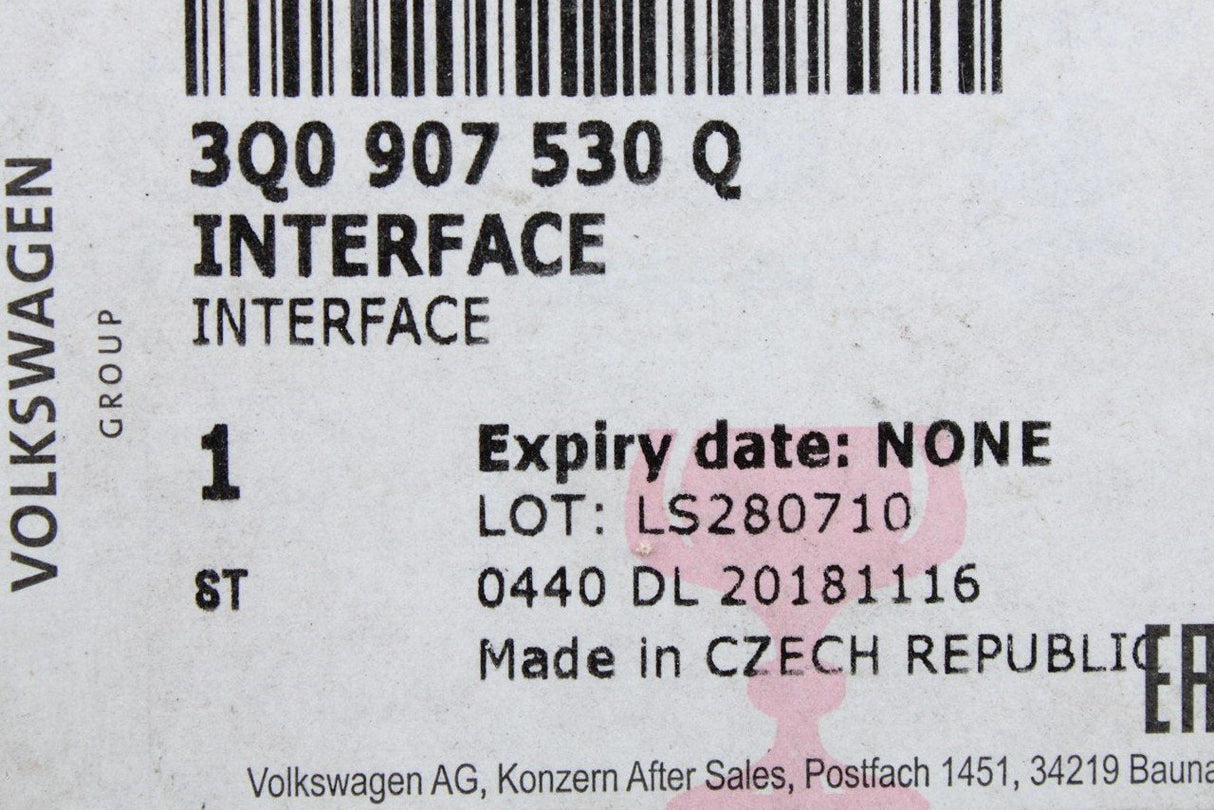 3Q0 907 530 Q
INTERFACE
INTERFACE
VOLKSWAGEN
GROUP
1
Expiry date: NONE
LOT: LS280710
ST
0440 DL 20181116
Made in CZECH REPUBLIC
Volkswagen AG, Konzern After Sales, Postfach 1451, 34219